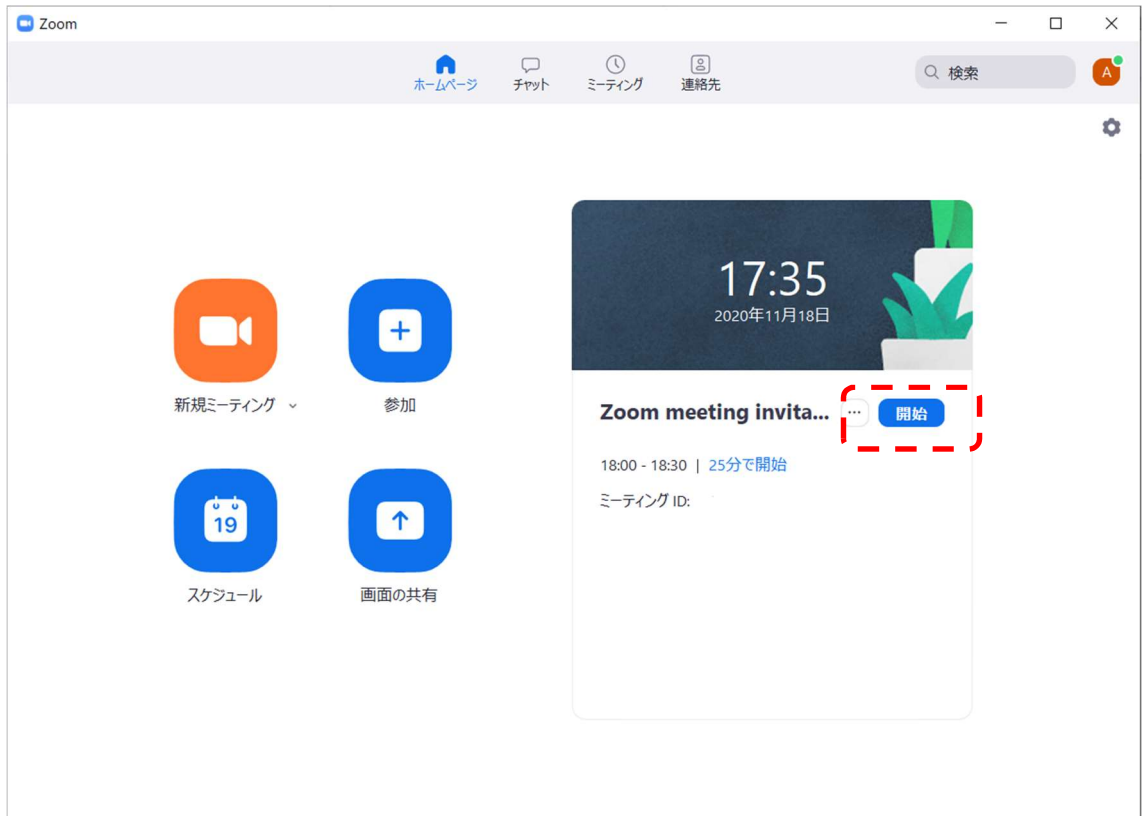 Zoom
ホームページ
チャット
ミーティング
連絡先
検索
A
17:35
2020年11月18日
新規ミーティング
参加
Zoom meeting invita... ... 開始
18:00 - 18:30 | 25分で開始
ミーティング ID:
19
スケジュール
画面の共有